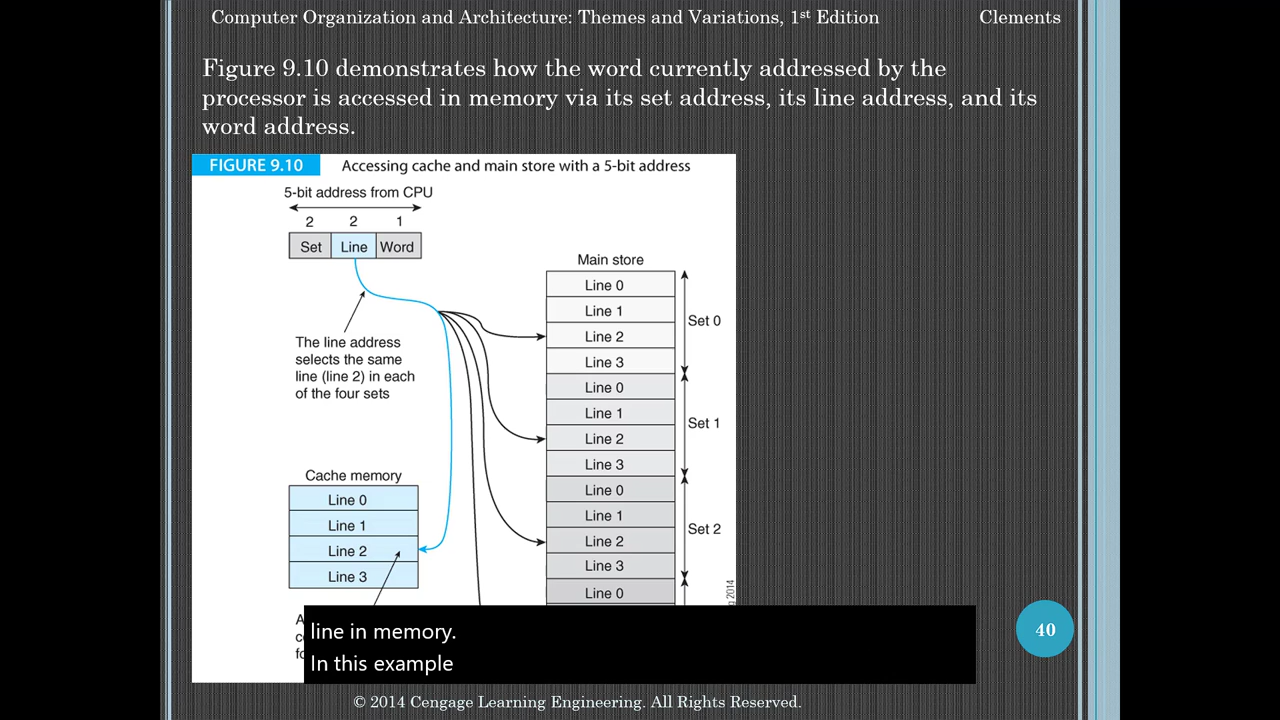 Computer Organization and Architecture: Themes and Variations, 1st Edition Clements
Figure 9.10 demonstrates how the word currently addressed by the
processor is accessed in memory via its set address, its line address, and its
word address.
FIGURE 9.10 Accessing cache and main store with a 5-bit address
5-bit address from CPU
2 2 1
Set Line Word
The line address
selects the same
line (line 2) in each
of the four sets
Main store
Line 0
Line 1
Line 2
Line 3
Set 0
Line 0
Line 1
Line 2
Line 3
Set 1
Line 0
Line 1
Line 2
Line 3
Set 2
Line 0
Cache memory
Line 0
Line 1
Line 2
Line 3
2014
line in memory.
In this example
40
© 2014 Cengage Learning Engineering. All Rights Reserved.